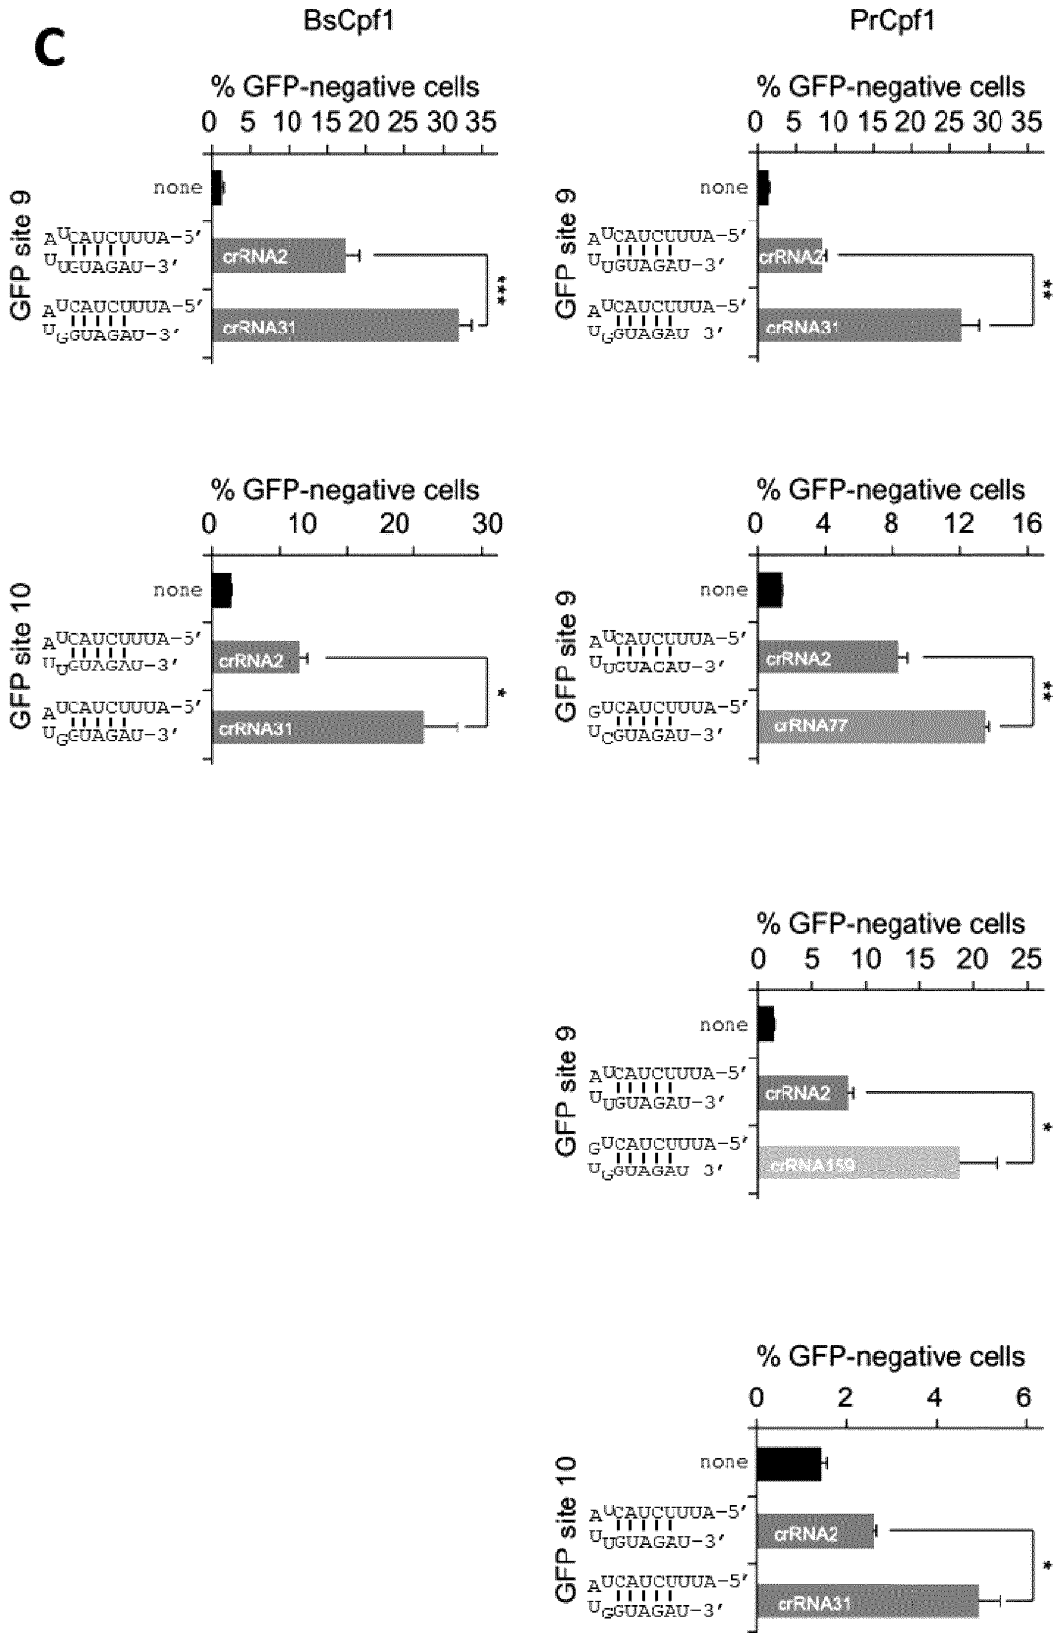 C
BsCpf1
% GFP-negative cells
0 5 10 15 20 25 30 35
GFP site 9
none
AUCAUCUUUA-5′
UUGUAGAU-3′
crRNA2
***
AUCAUCUUUA-5′
UGGUAGAU-3′
crRNA31
% GFP-negative cells
0 10 20 30
GFP site 10
none
AUCAUCUUUA-5′
UUGUAGAU-3′
crRNA2
*
AUCAUCUUUA-5′
UGGUAGAU-3′
crRNA31
PrCpf1
% GFP-negative cells
0 5 10 15 20 25 30 35
GFP site 9
none
AUCAUCUUUA-5′
UUGUAGAU-3′
crRNA2
**
AUCAUCUUUA-5′
UGGUAGAU 3′
crRNA31
% GFP-negative cells
0 4 8 12 16
GFP site 9
none
AUCAUCUUUA-5′
UUGUAGAU-3′
crRNA2
**
GUCAUCUUUA-5′
UCGUAGAU-3′
crRNA77
% GFP-negative cells
0 5 10 15 20 25
GFP site 9
none
AUCAUCUUUA-5′
UUGUAGAU-3′
crRNA2
*
GUCAUCUUUA-5′
UGGUAGAU 3′
crRNA159
% GFP-negative cells
0 2 4 6
GFP site 10
none
AUCAUCUUUA-5′
UUGUAGAU-3′
crRNA2
*
AUCAUCUUUA-5′
UGGUAGAU-3′
crRNA31